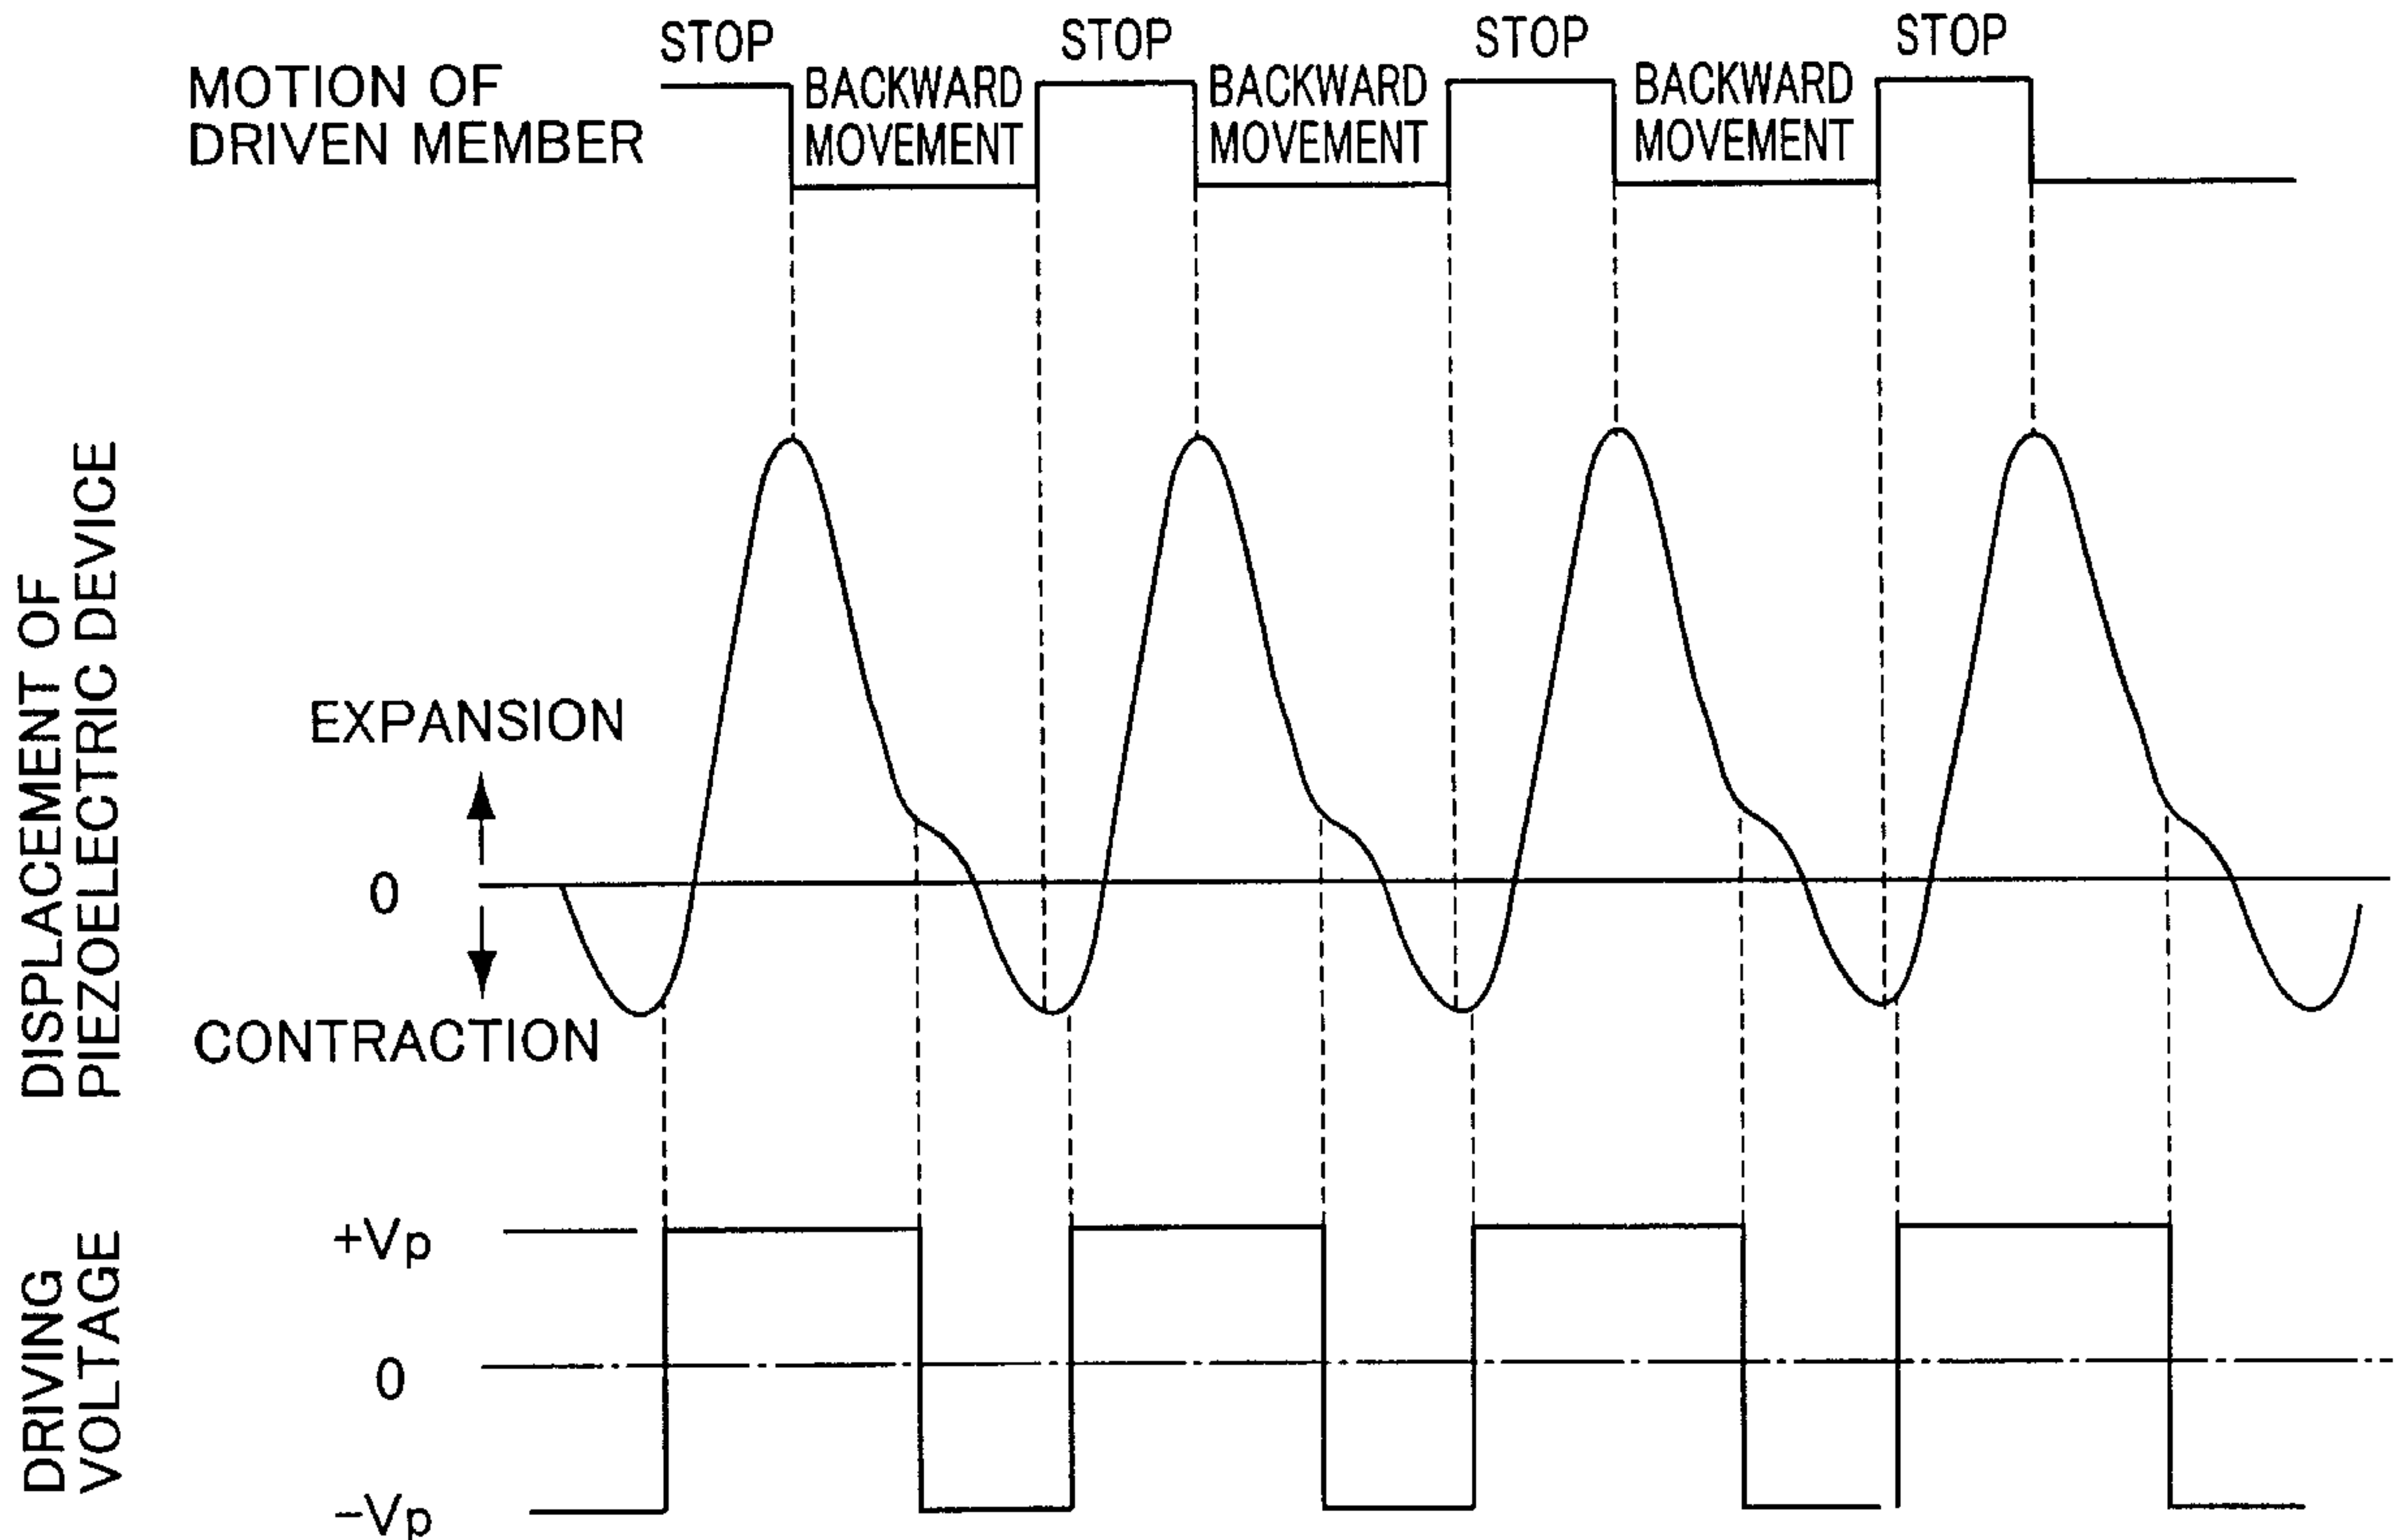 STOP
STOP
STOP
STOP
MOTION OF
DRIVEN MEMBER
BACKWARD
MOVEMENT
BACKWARD
MOVEMENT
BACKWARD
MOVEMENT
DISPLACEMENT OF
PIEZOELECTRIC DEVICE
EXPANSION
0
CONTRACTION
DRIVING
VOLTAGE
+Vp
0
−Vp